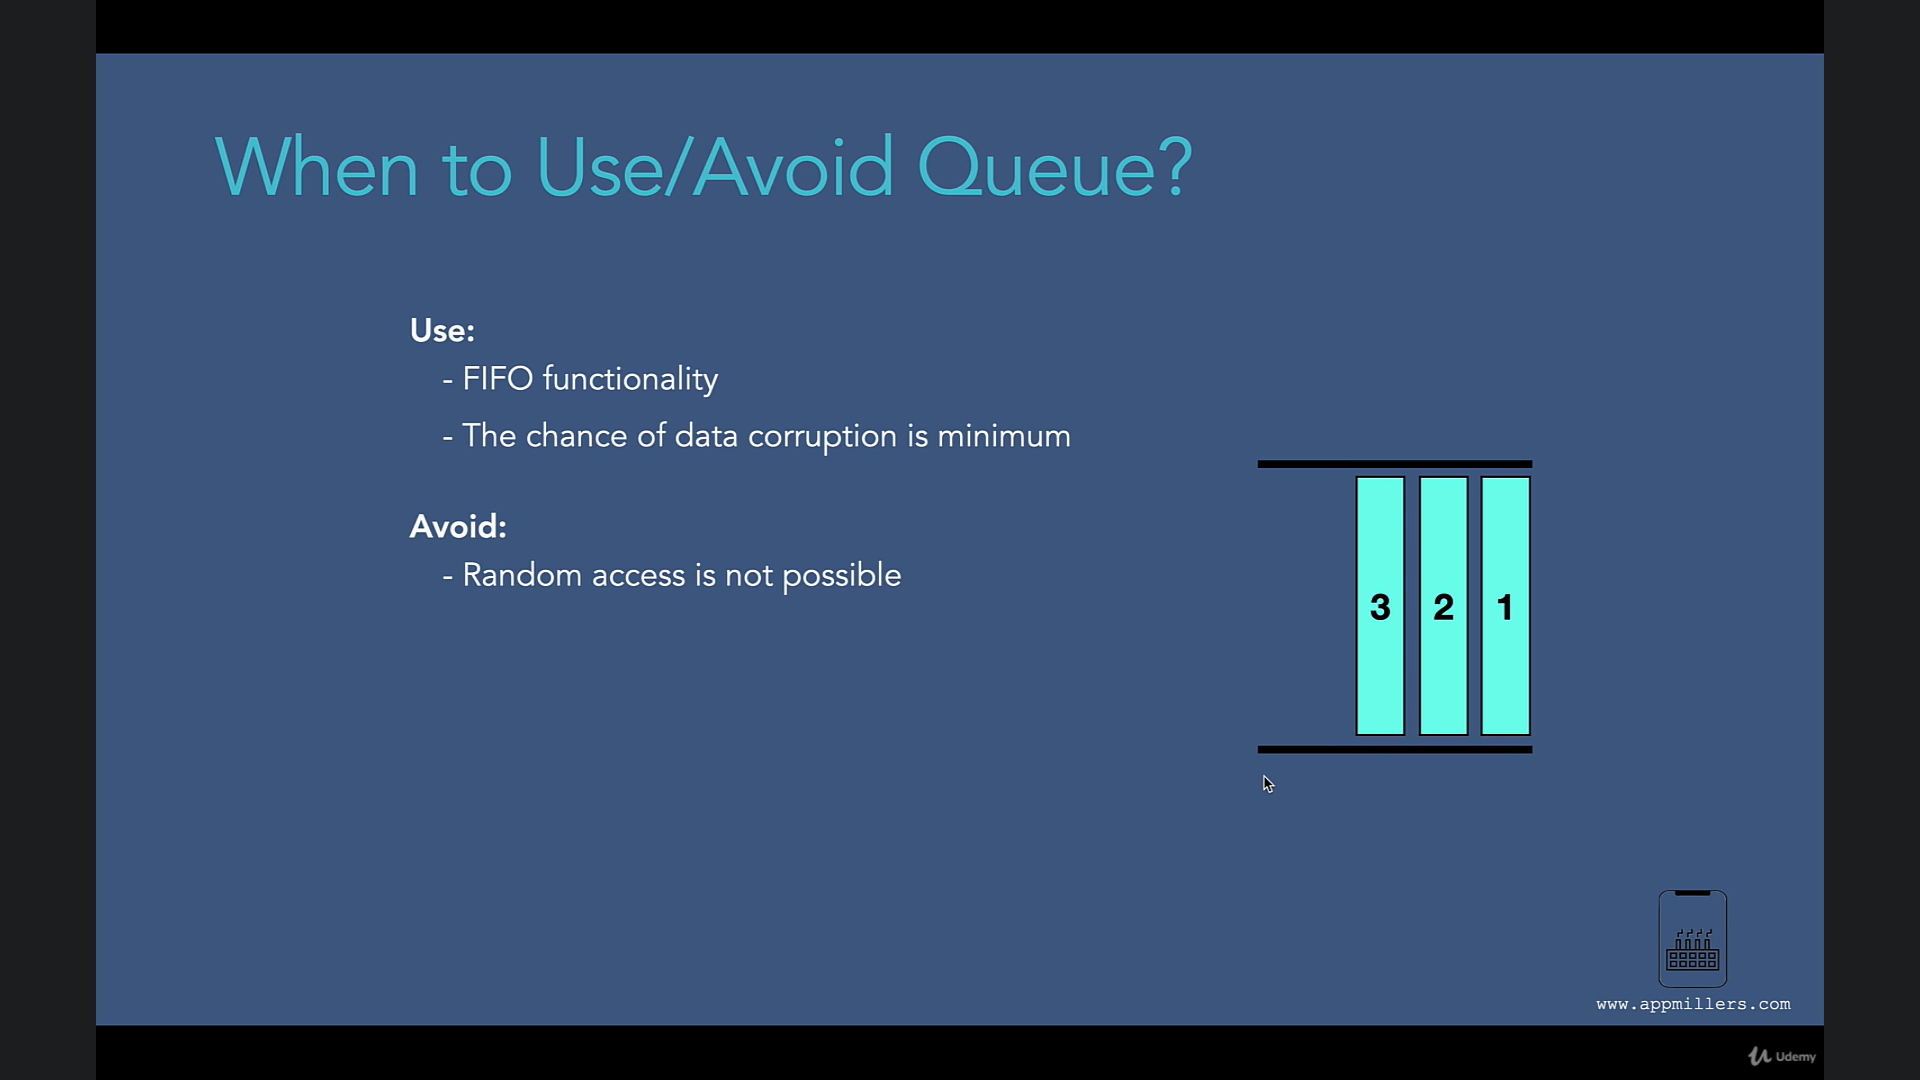 When to Use/Avoid Queue?
Use:
- FIFO functionality
- The chance of data corruption is minimum
Avoid:
- Random access is not possible
3 2 1
www.appmillers.com
Udemy